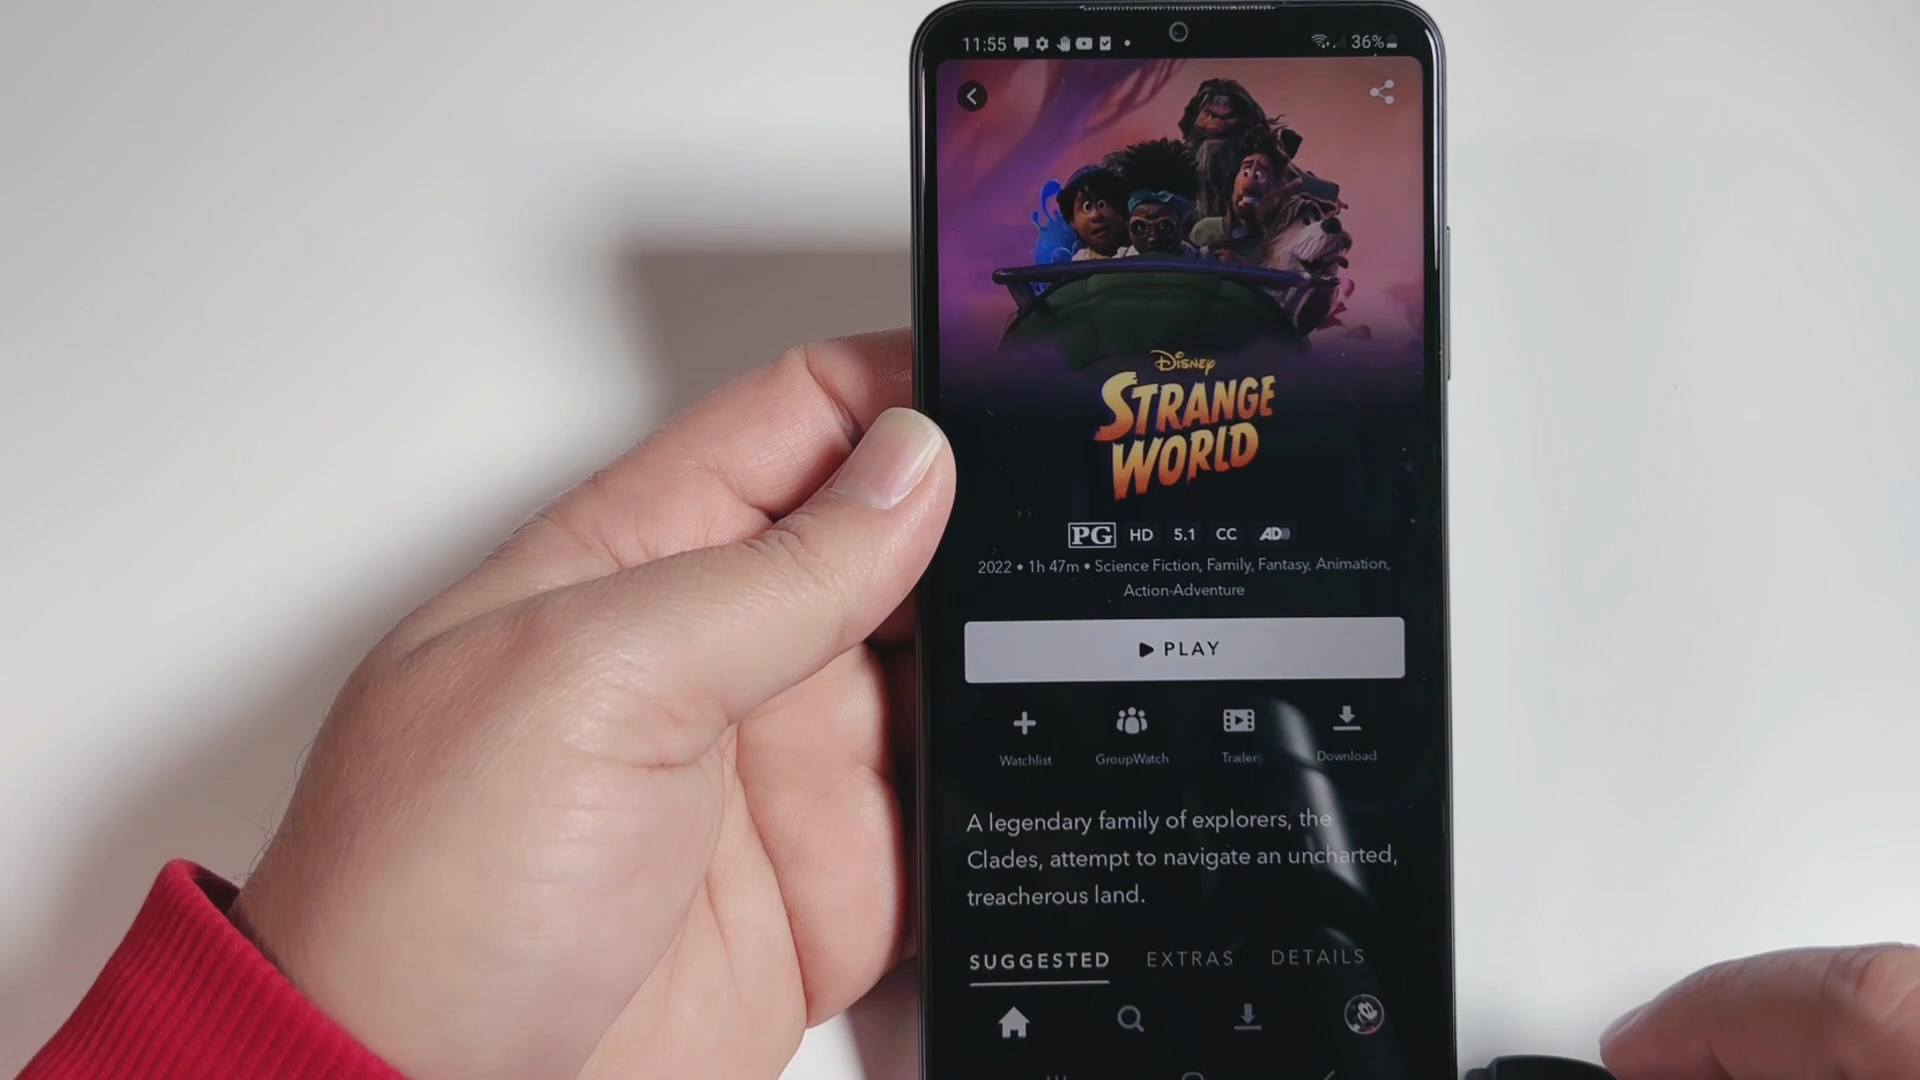 11:55
36%
DISNEY
STRANGE
WORLD
PG HD 5.1 CC AD
2022 • 1h 47m • Science Fiction, Family, Fantasy, Animation,
Action-Adventure
PLAY
Watchlist GroupWatch Trailer Download
A legendary family of explorers, the
Clades, attempt to navigate an uncharted,
treacherous land.
SUGGESTED EXTRAS DETAILS